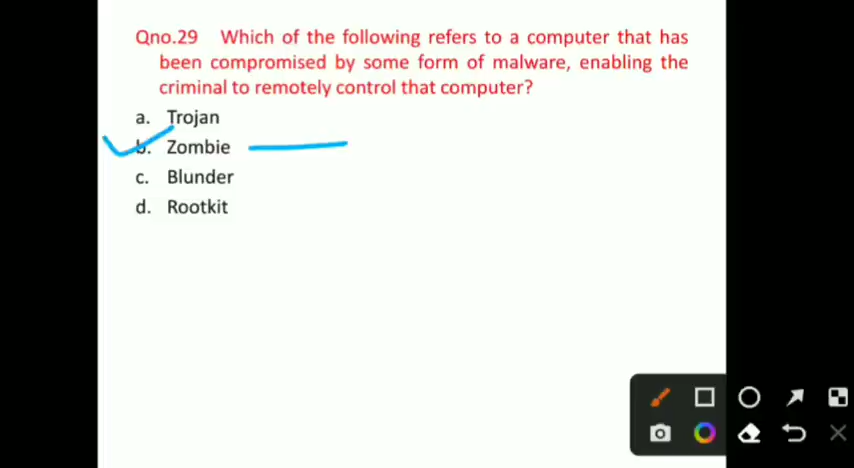 Qno.29 Which of the following refers to a computer that has
been compromised by some form of malware, enabling the
criminal to remotely control that computer?
a. Trojan
b. Zombie
c. Blunder
d. Rootkit